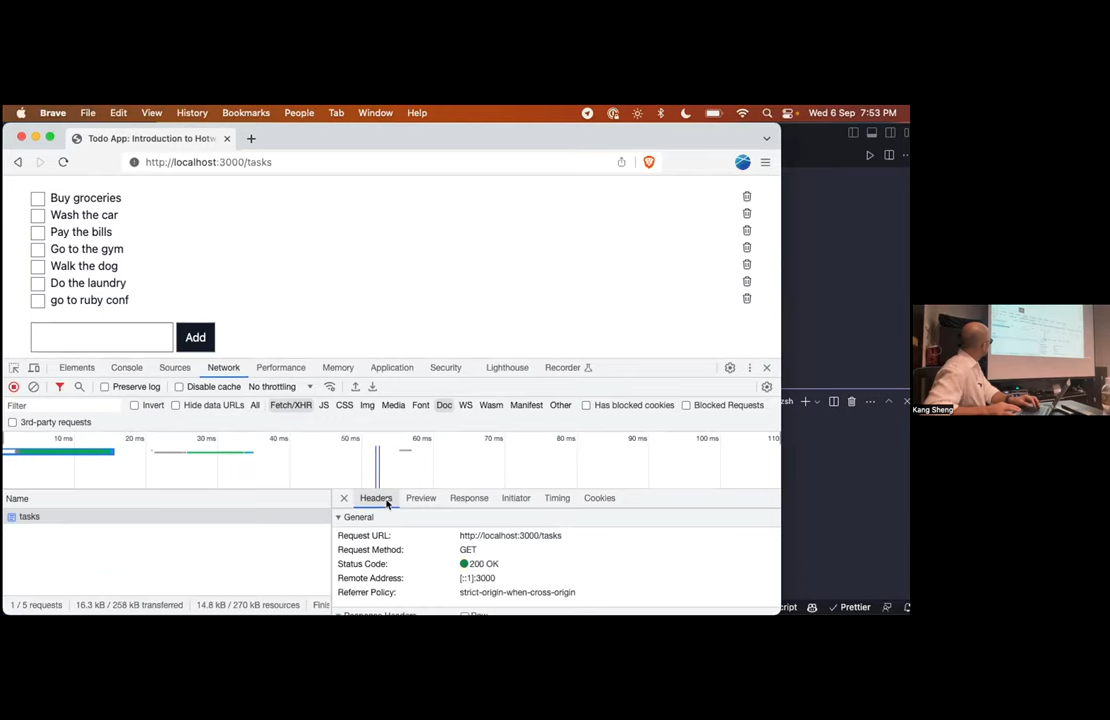 Brave File Edit View History Bookmarks People Tab Window Help Wed 6 Sep 7:53 PM
Todo App: Introduction to Hotw
http://localhost:3000/tasks
Buy groceries
Wash the car
Pay the bills
Go to the gym
Walk the dog
Do the laundry
go to ruby conf
Add
Elements Console Sources Network Performance Memory Application Security Lighthouse Recorder
Preserve log Disable cache No throttling
Filter Invert Hide data URLs All Fetch/XHR JS CSS Img Media Font Doc WS Wasm Manifest Other Has blocked cookies Blocked Requests
3rd-party requests
10 ms 20 ms 30 ms 40 ms 50 ms 60 ms 70 ms 80 ms 90 ms 100 ms 110
Name Headers Preview Response Initiator Timing Cookies
tasks
General
Request URL: http://localhost:3000/tasks
Request Method: GET
Status Code: 200 OK
Remote Address: [::1]:3000
Referrer Policy: strict-origin-when-cross-origin
1 / 5 requests 16.3 kB / 258 kB transferred 14.8 kB / 270 kB resources Finis
Response Headers Raw
zsh
cript Prettier
Kang Sheng